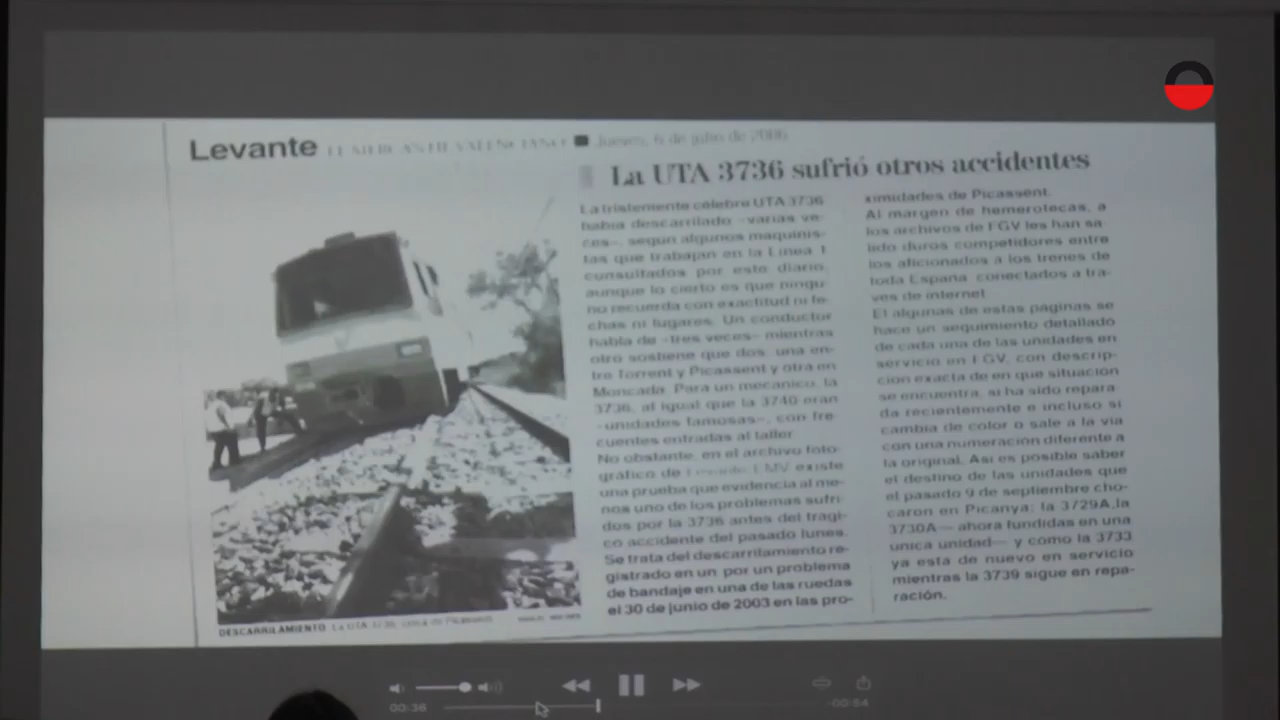 Levante EL MERCANTIL VALENCIANO Jueves, 6 de julio de 2006
La UTA 3736 sufrió otros accidentes
La tristemente célebre UTA 3736
había descarrilado «varias ve-
ces», según algunos maquinis-
tas que trabajan en la Línea 1
consultados por este diario,
aunque lo cierto es que ningu-
no recuerda con exactitud ni fe-
chas ni lugares. Un conductor
habla de «tres veces» mientras
otro sostiene que dos, una en-
tre Torrent y Picassent y otra en
Moncada. Para un mecánico, la
3736, al igual que la 3740 eran
«unidades famosas», con fre-
cuentes entradas al taller.
No obstante, en el archivo foto-
gráfico de Levante-EMV existe
una prueba que evidencia al me-
nos uno de los problemas sufri-
dos por la 3736 antes del trági-
co accidente del pasado lunes.
Se trata del descarrilamiento re-
gistrado en un por un problema
de bandaje en una de las ruedas
el 30 de junio de 2003 en las pro-
ximidades de Picassent.
Al margen de hemerotecas, a
los archivos de FGV les han sa-
lido duros competidores entre
los aficionados a los trenes de
toda España conectados a tra-
vés de internet.
El algunas de estas páginas se
hace un seguimiento detallado
de cada una de las unidades en
servicio en FGV, con descrip-
ción exacta de en qué situación
se encuentra, si ha sido repara-
da recientemente e incluso si
cambia de color o sale a la vía
con una numeración diferente a
la original. Así es posible saber
el destino de las unidades que
el pasado 9 de septiembre cho-
caron en Picanya: la 3729A,la
3730A— ahora fundidas en una
única unidad— y cómo la 3733
ya está de nuevo en servicio
mientras la 3739 sigue en repa-
ración.
DESCARRILAMIENTO. La UTA 3736, cerca de Picassent
00:36
-00:54